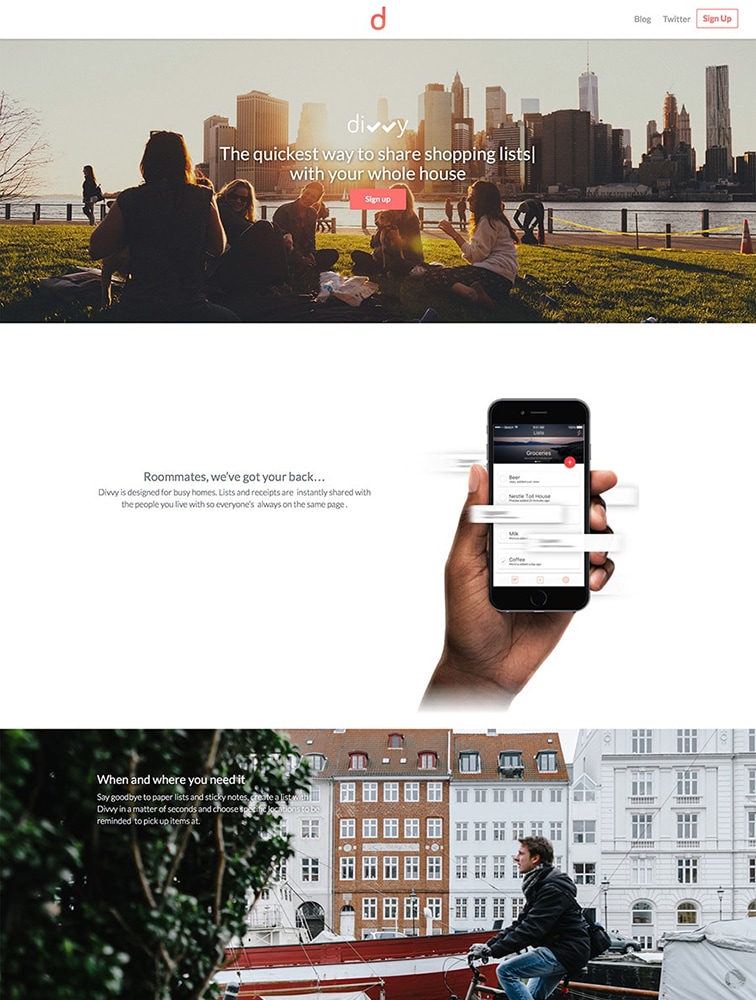 d
Blog Twitter Sign Up
divvy
The quickest way to share shopping lists|
with your whole house
Sign up
Roommates, we've got your back…
Divvy is designed for busy homes. Lists and receipts are instantly shared with
the people you live with so everyone's always on the same page .
Lists
Groceries
+
Beer
Nestle Toll House
Milk
Coffee
When and where you need it
Say goodbye to paper lists and sticky notes, create a list with
Divvy in a matter of seconds and choose specific locations to be
reminded to pick up items at.